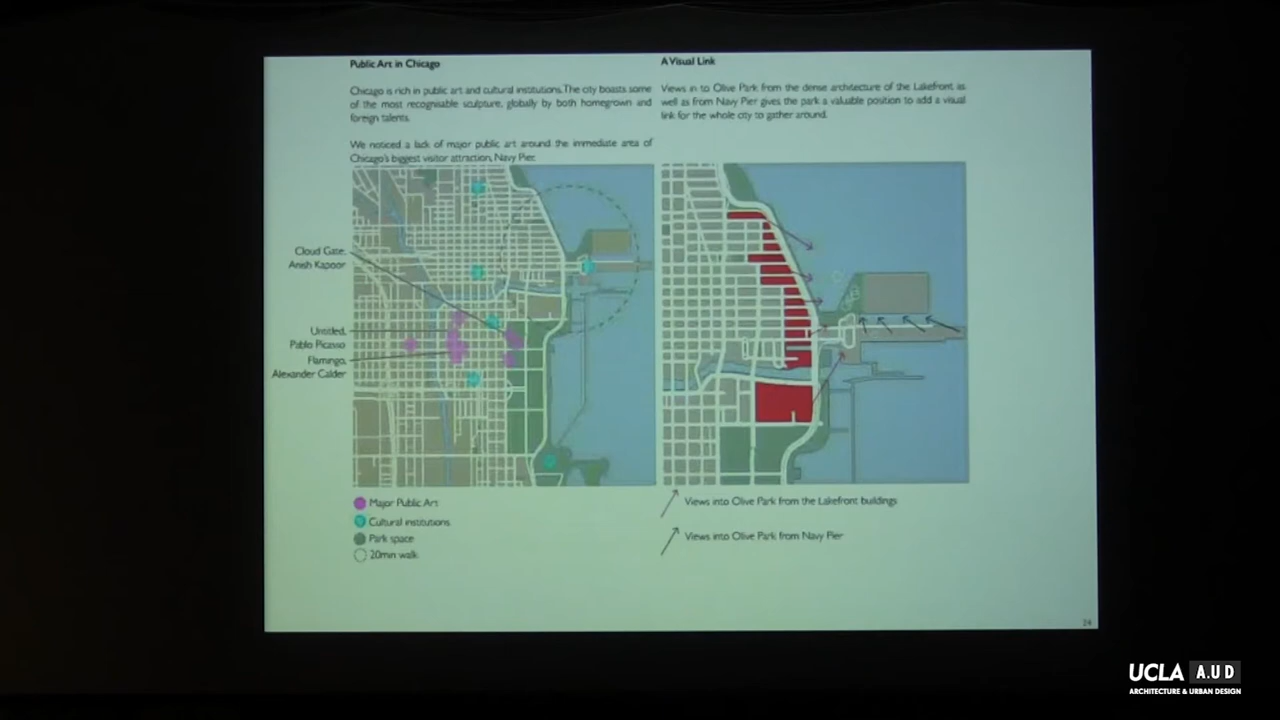 Public Art in Chicago
Chicago is rich in public art and cultural institutions. The city boasts some
of the most recognisable sculpture, globally by both homegrown and
foreign talents.
We noticed a lack of major public art around the immediate area of
Chicago's biggest visitor attraction, Navy Pier.
A Visual Link
Views in to Olive Park from the dense architecture of the Lakefront as
well as from Navy Pier gives the park a valuable position to add a visual
link for the whole city to gather around.
Cloud Gate,
Anish Kapoor
Untitled,
Pablo Picasso
Flamingo,
Alexander Calder
Major Public Art
Cultural institutions
Park space
20min walk
Views into Olive Park from the Lakefront buildings
Views into Olive Park from Navy Pier
24
UCLA A.UD
ARCHITECTURE & URBAN DESIGN